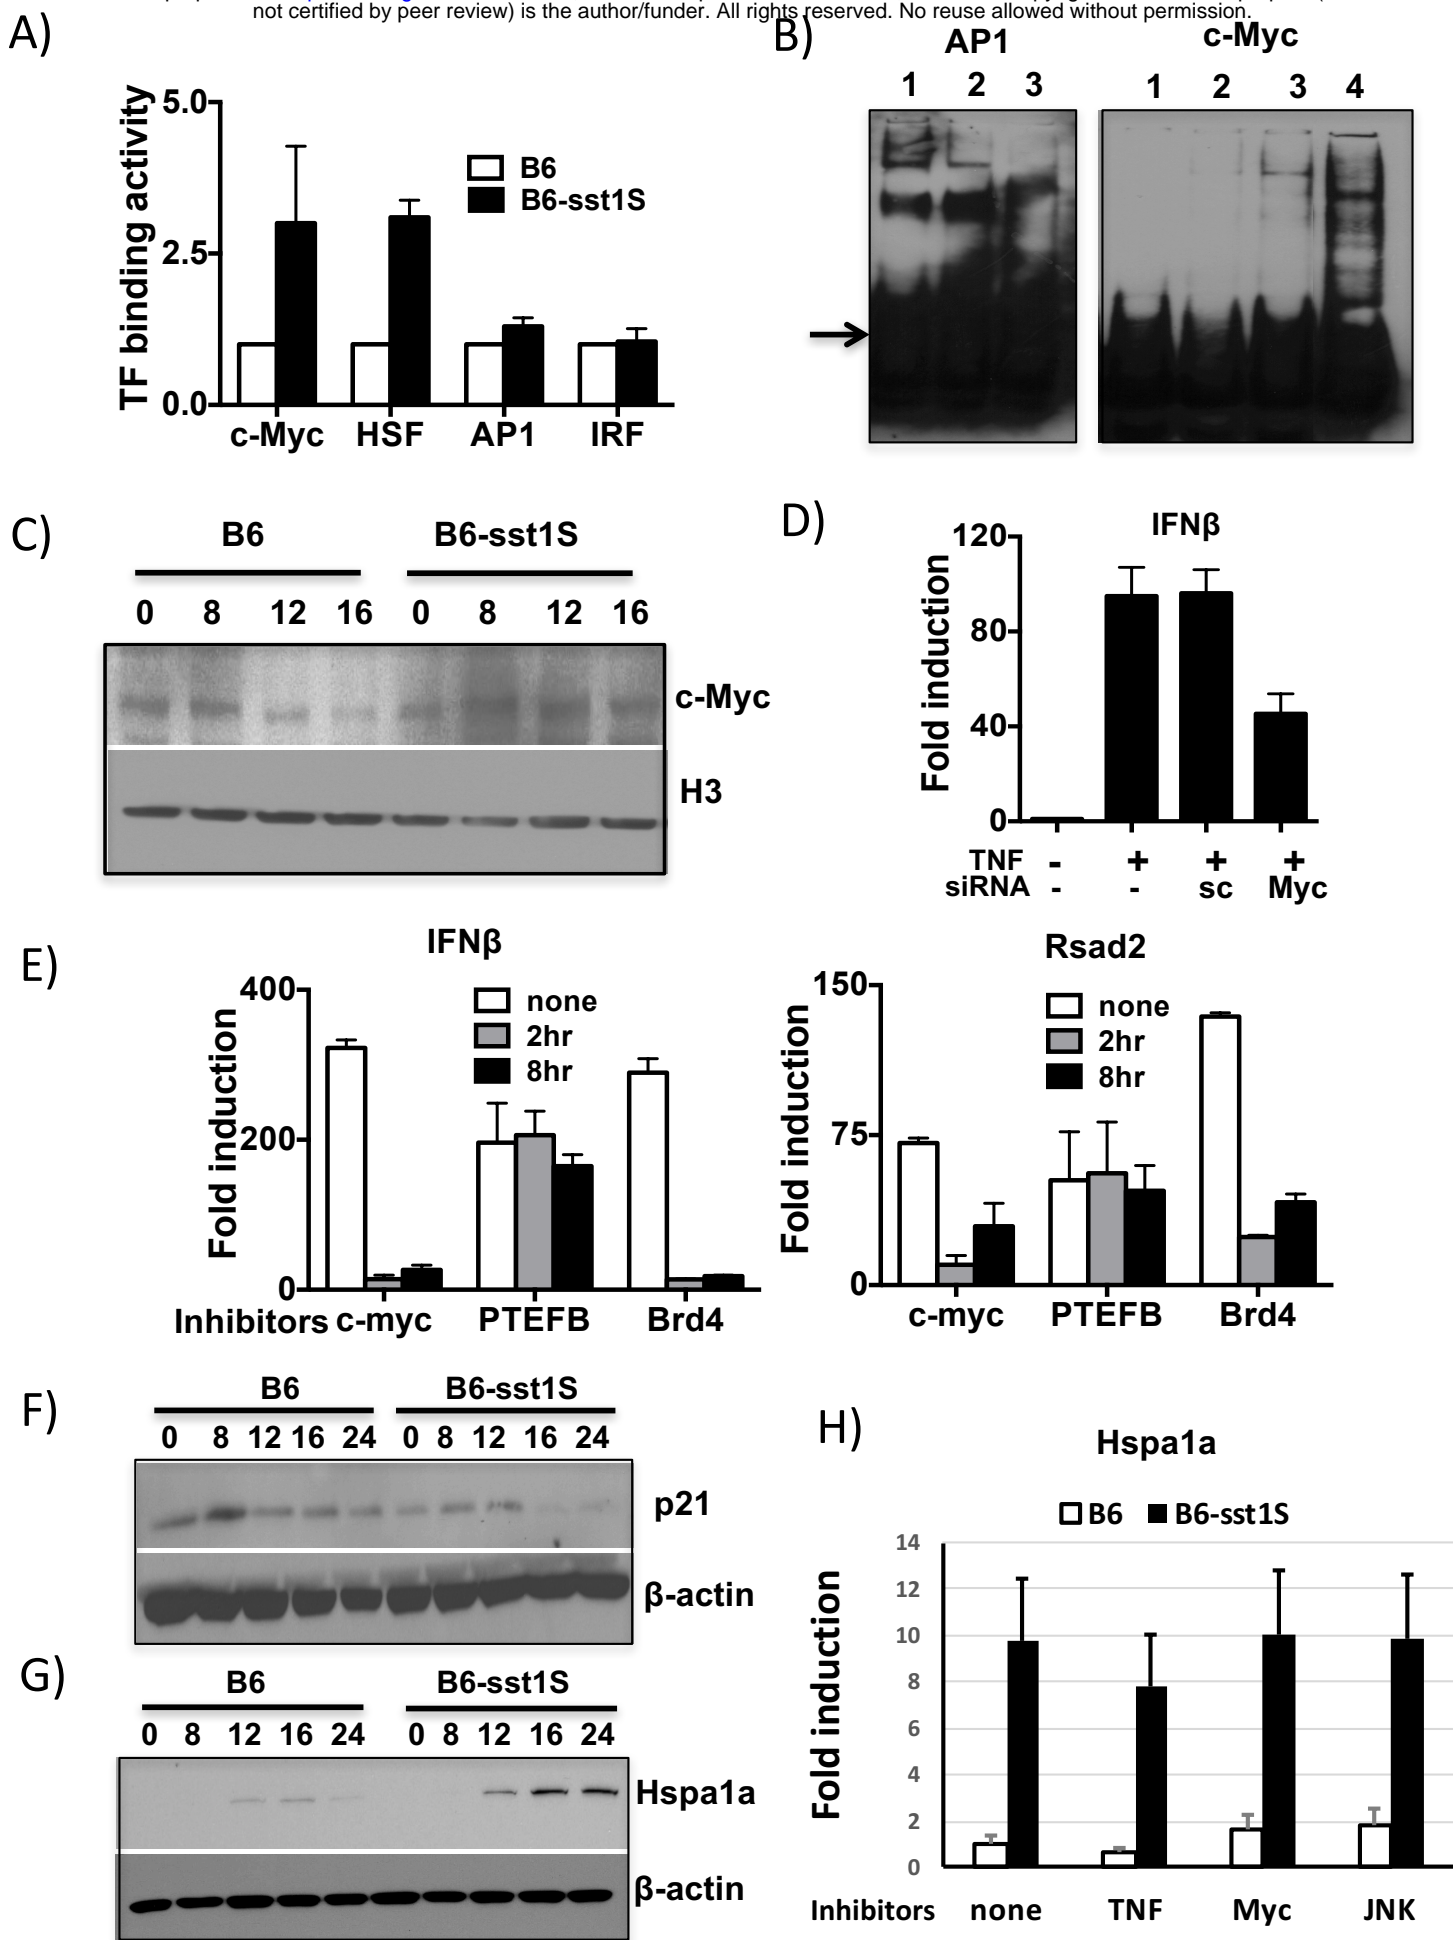 not certified by peer review) is the author/funder. All rights reserved. No reuse allowed without permission.
A)
TF binding activity
5.0
2.5
0.0
B6
B6-sst1S
c-Myc HSF AP1 IRF
B)
AP1
1 2 3
c-Myc
1 2 3 4
C)
B6 B6-sst1S
0 8 12 16 0 8 12 16
c-Myc
H3
D)
IFNβ
Fold induction
120
80
40
0
TNF - + + +
siRNA - - sc Myc
E)
IFNβ
Fold induction
400
200
0
none
2hr
8hr
Inhibitors c-myc PTEFB Brd4
Rsad2
Fold induction
150
75
0
none
2hr
8hr
c-myc PTEFB Brd4
F)
B6 B6-sst1S
0 8 12 16 24 0 8 12 16 24
p21
β-actin
G)
B6 B6-sst1S
0 8 12 16 24 0 8 12 16 24
Hspa1a
β-actin
H)
Hspa1a
B6 B6-sst1S
Fold induction
14
12
10
8
6
4
2
0
Inhibitors none TNF Myc JNK